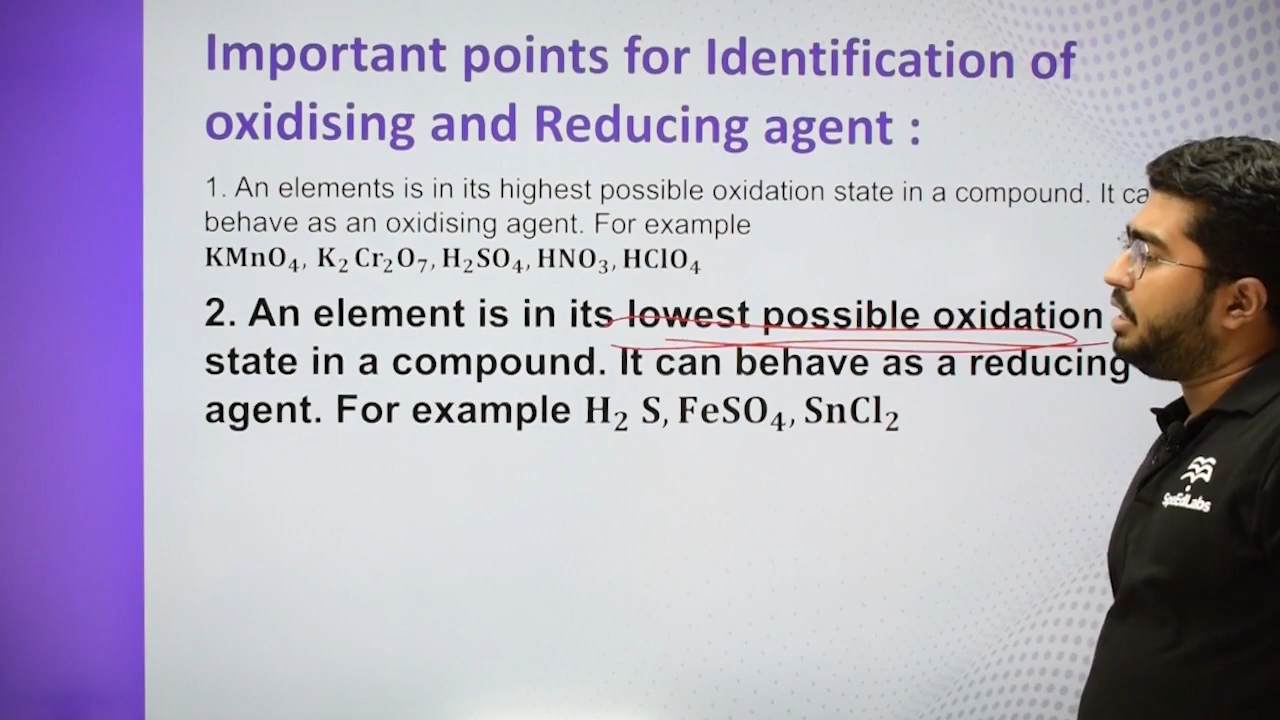 Important points for Identification of
oxidising and Reducing agent :
1. An elements is in its highest possible oxidation state in a compound. It ca
behave as an oxidising agent. For example
KMnO₄, K₂ Cr₂O₇, H₂SO₄, HNO₃, HClO₄
2. An element is in its lowest possible oxidation
state in a compound. It can behave as a reducing
agent. For example H₂ S, FeSO₄, SnCl₂
SpeEdLabs